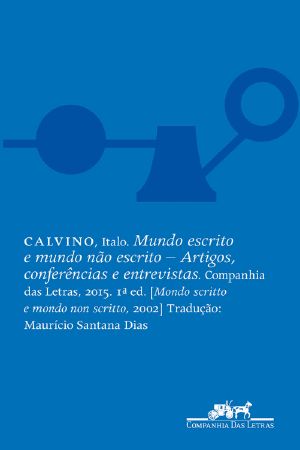 CALVINO, Italo. Mundo escrito
e mundo não escrito – Artigos,
conferências e entrevistas. Companhia
das Letras, 2015. 1ª ed. [Mondo scritto
e mondo non scritto, 2002] Tradução:
Maurício Santana Dias
COMPANHIA DAS LETRAS